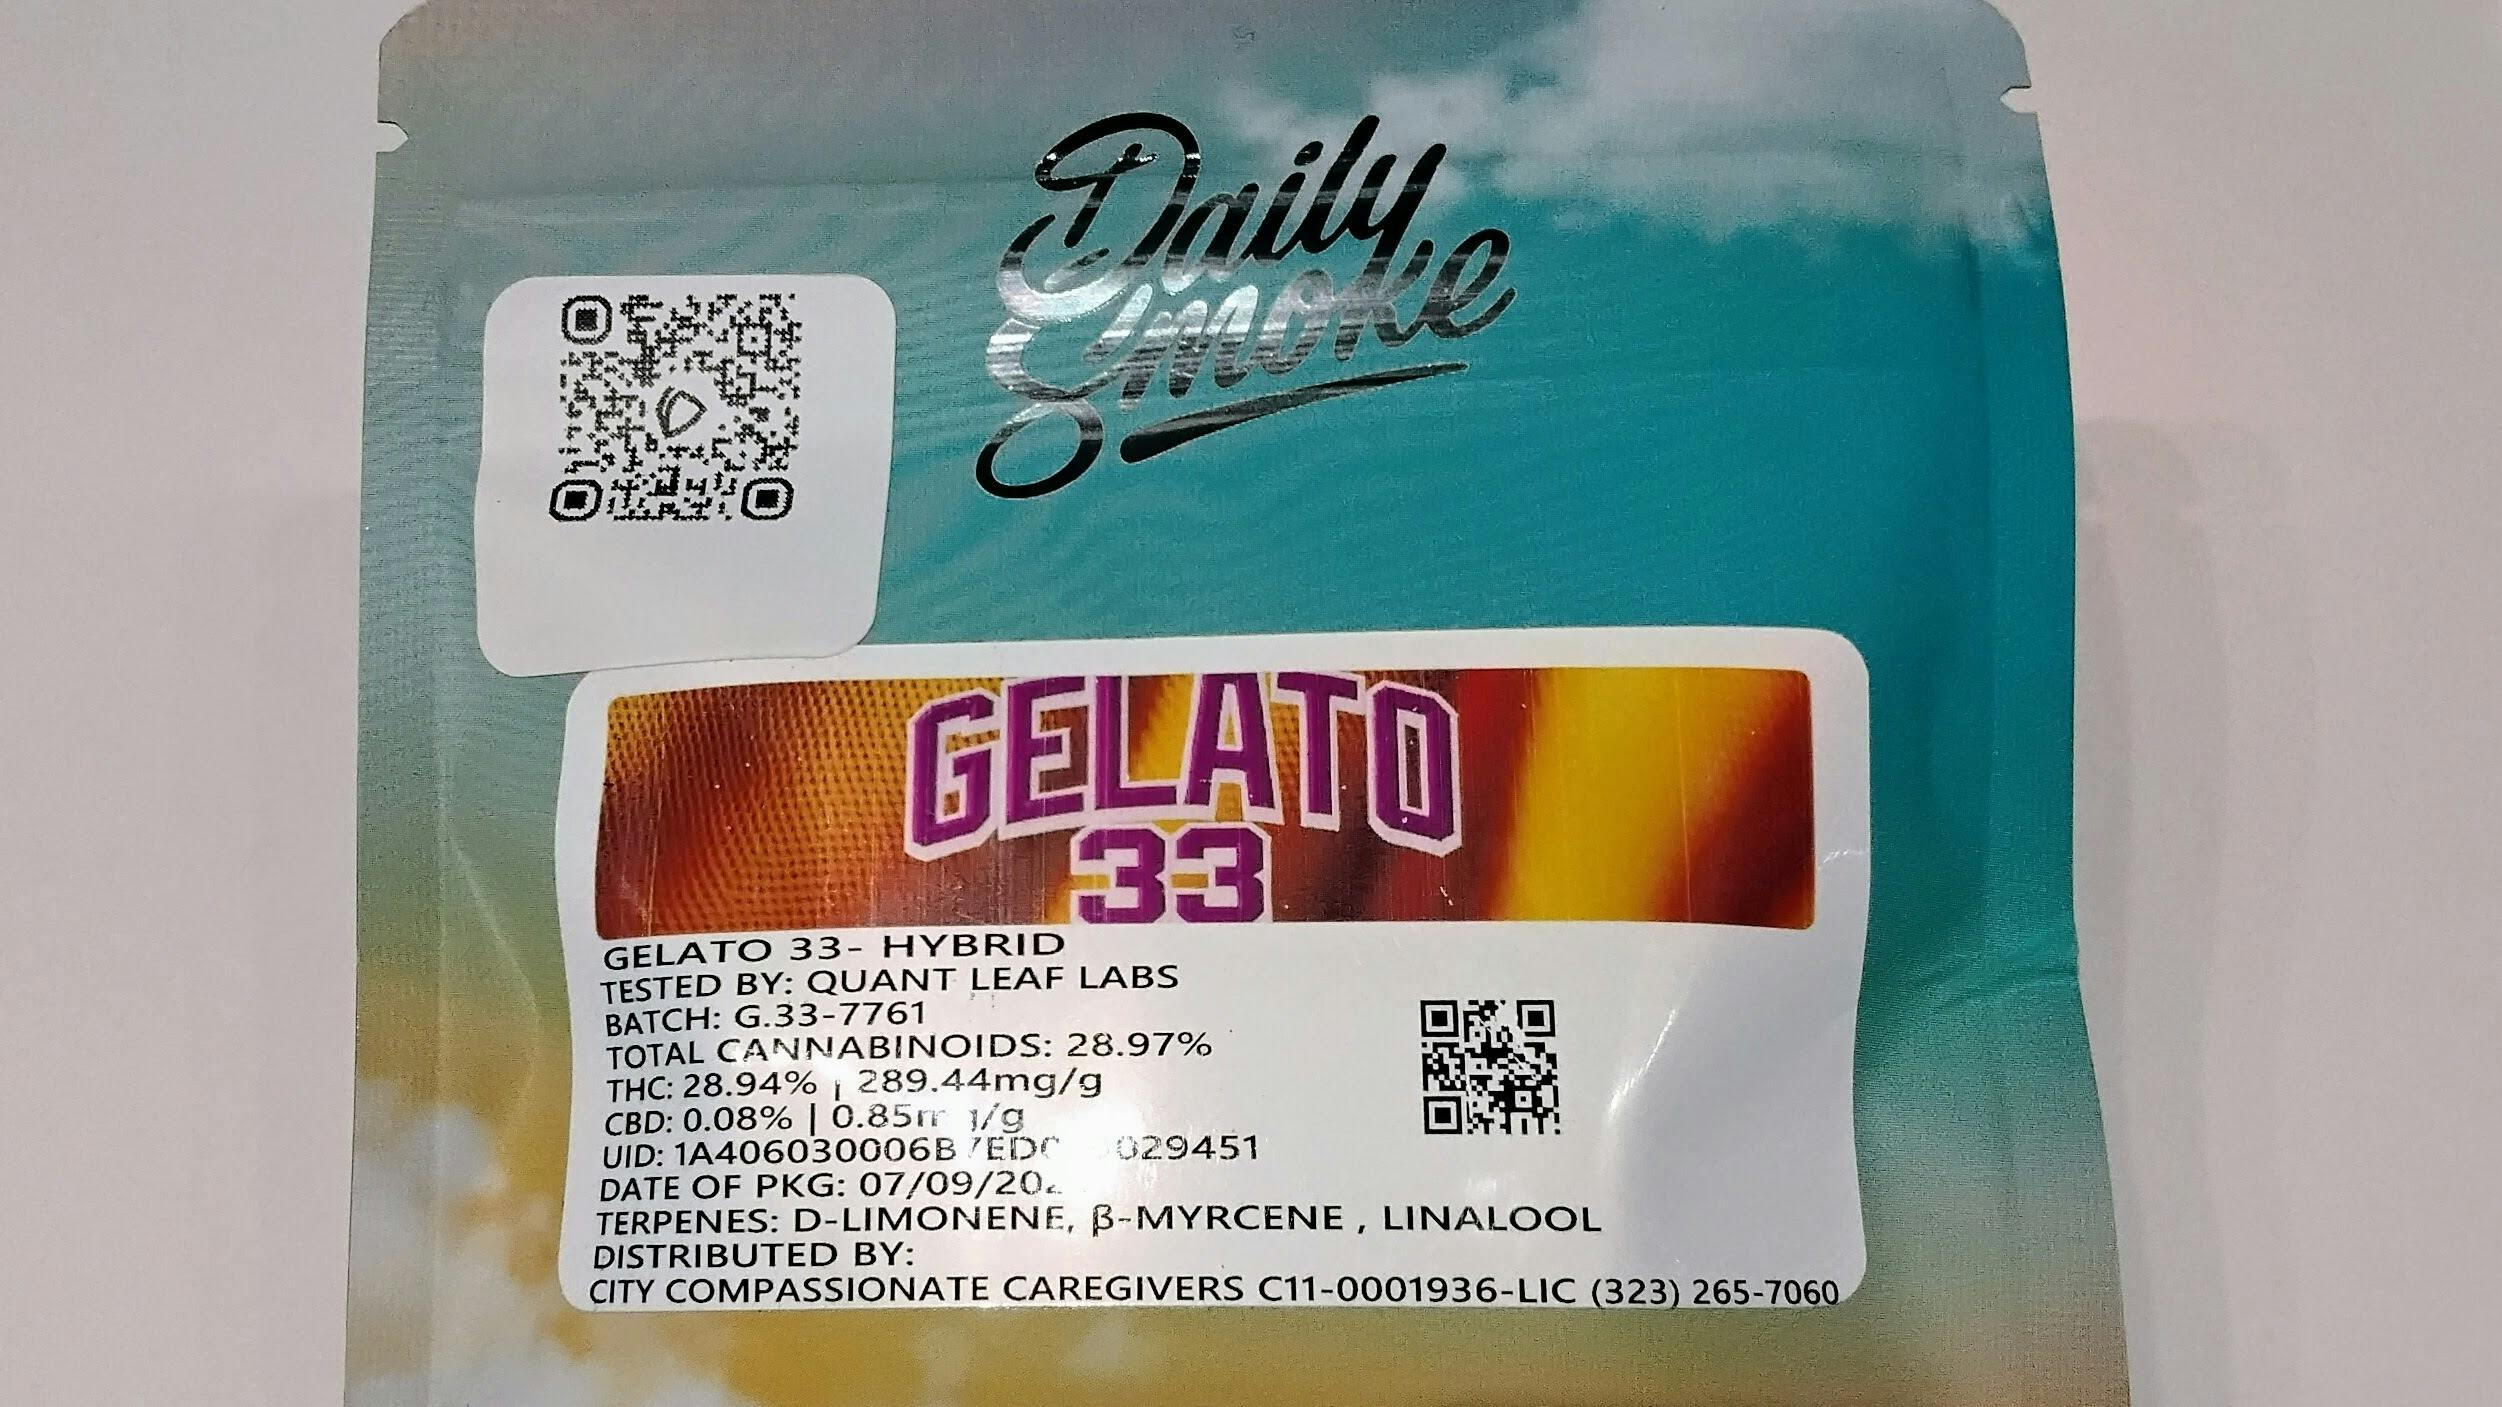 Daily
Smoke
GELATO
33
GELATO 33- HYBRID
TESTED BY: QUANT LEAF LABS
BATCH: G.33-7761
TOTAL CANNABINOIDS: 28.97%
THC: 28.94% | 289.44mg/g
CBD: 0.08% |
UID:
DATE OF PKG:
TERPENES: D-LIMONENE, β-MYRCENE , LINALOOL
DISTRIBUTED BY:
CITY COMPASSIONATE CAREGIVERS C11-0001936-LIC (323) 265-7060